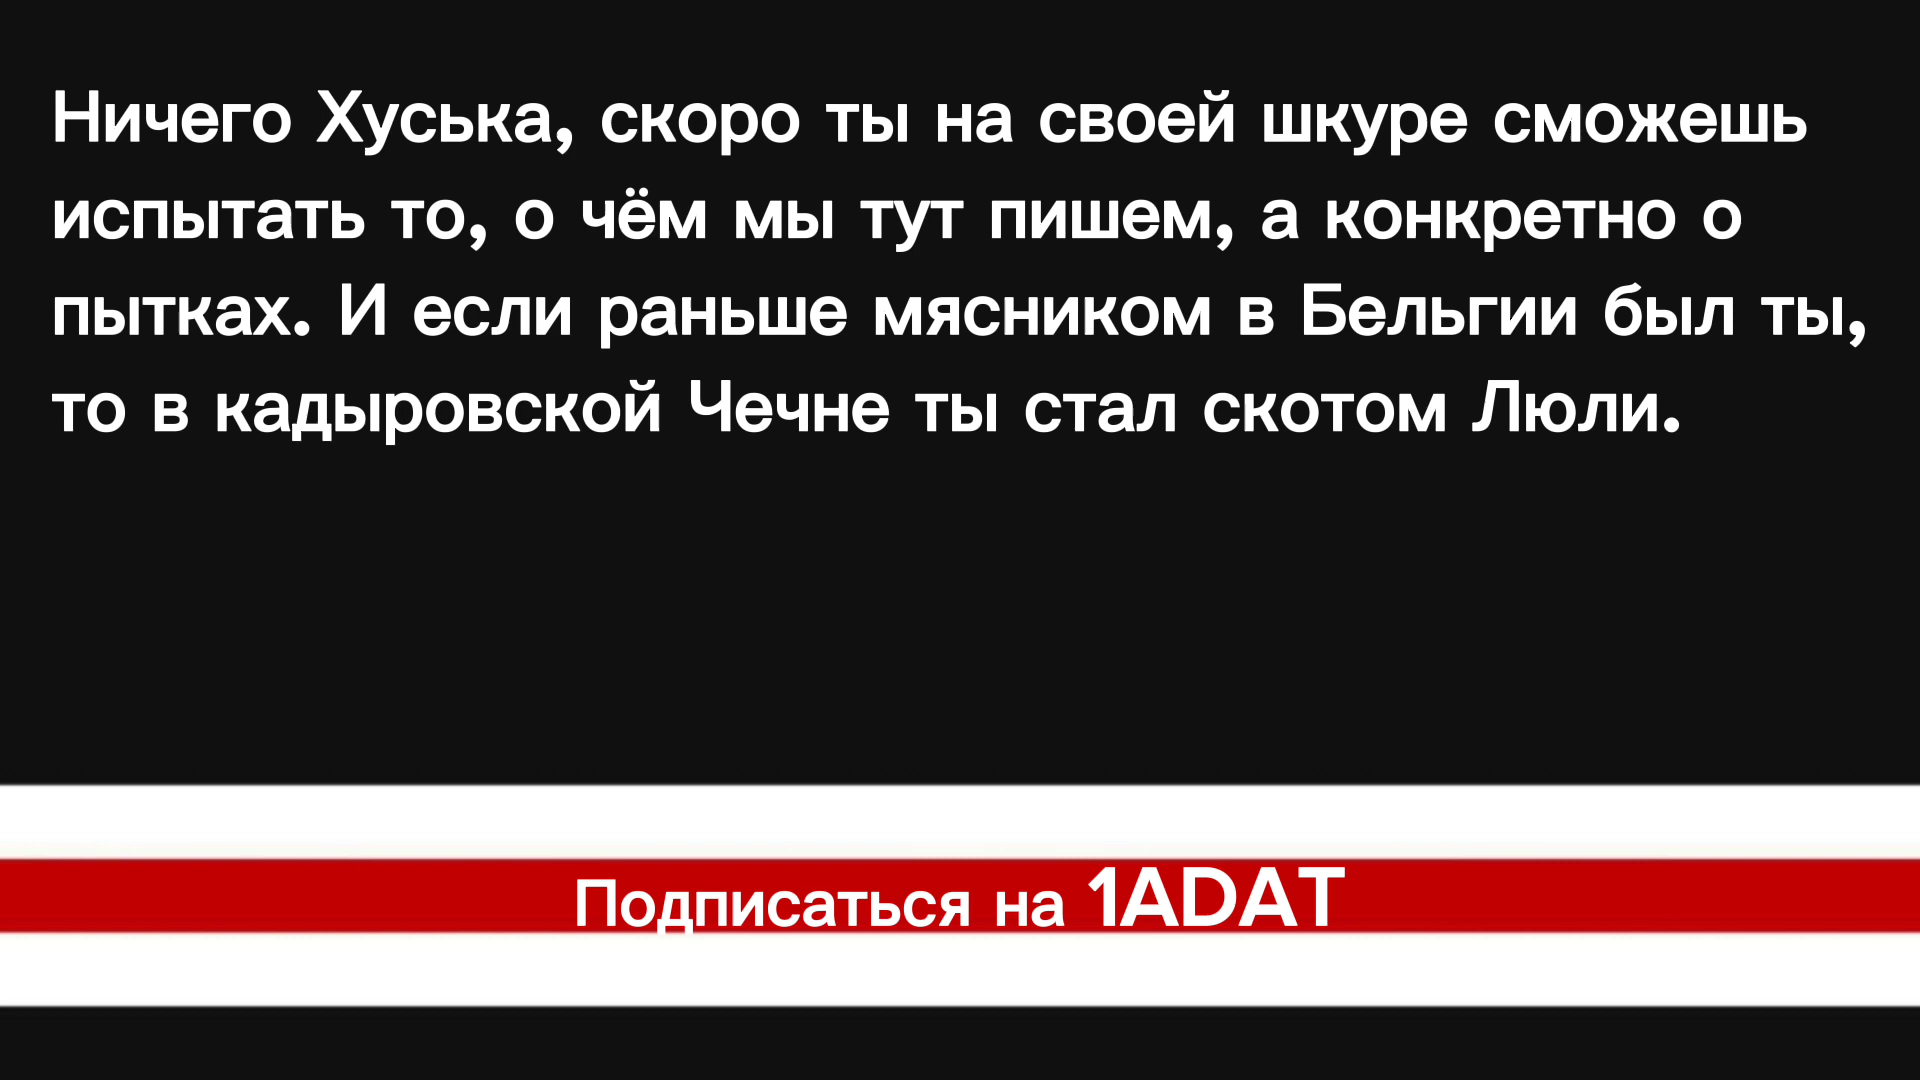 Ничего Хуська, скоро ты на своей шкуре сможешь
испытать то, о чём мы тут пишем, а конкретно о
пытках. И если раньше мясником в Бельгии был ты,
то в кадыровской Чечне ты стал скотом Люли.
Подписаться на 1ADAT